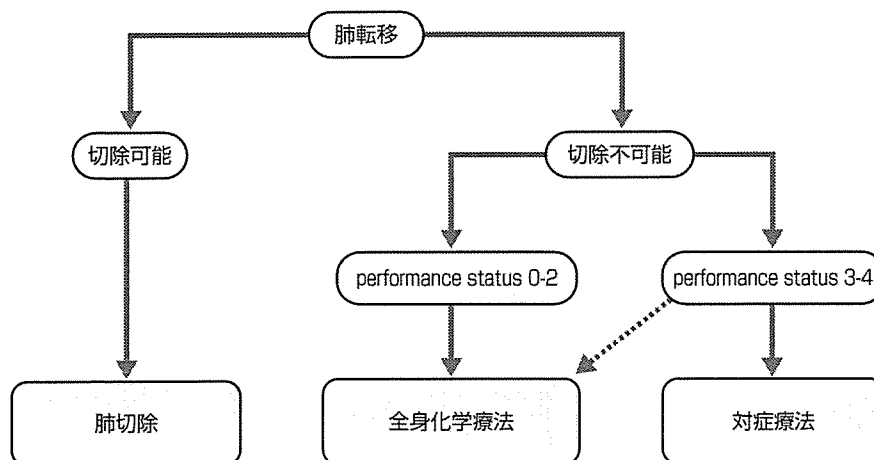 肺転移
切除可能
切除不可能
performance status 0-2
performance status 3-4
肺切除
全身化学療法
対症療法